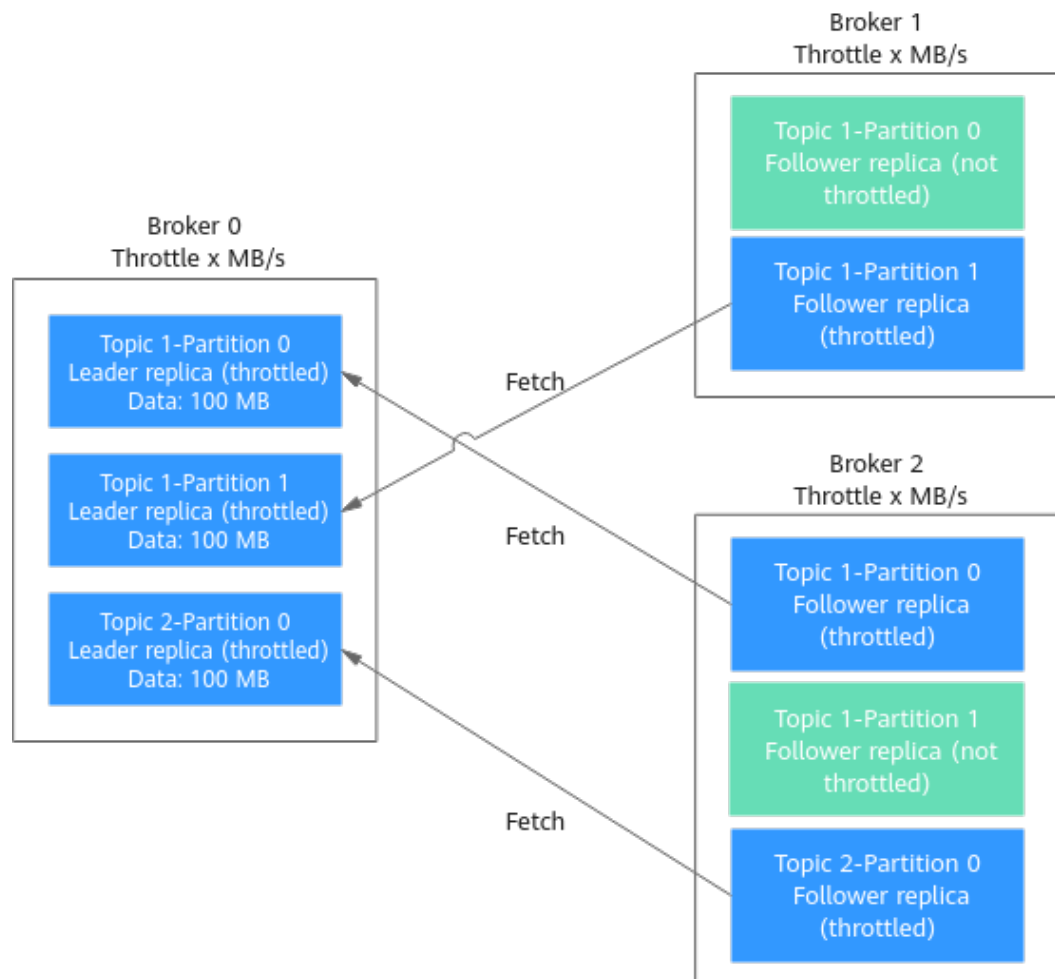 Broker 0
Throttle x MB/s
Topic 1-Partition 0
Leader replica (throttled)
Data: 100 MB
Topic 1-Partition 1
Leader replica (throttled)
Data: 100 MB
Topic 2-Partition 0
Leader replica (throttled)
Data: 100 MB
Fetch
Fetch
Fetch
Broker 1
Throttle x MB/s
Topic 1-Partition 0
Follower replica (not
throttled)
Topic 1-Partition 1
Follower replica
(throttled)
Broker 2
Throttle x MB/s
Topic 1-Partition 0
Follower replica
(throttled)
Topic 1-Partition 1
Follower replica (not
throttled)
Topic 2-Partition 0
Follower replica
(throttled)